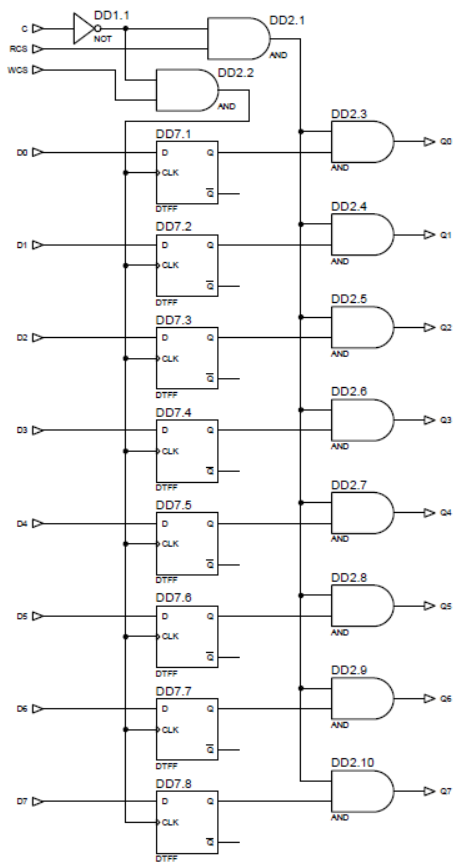 DD1.1
DD2.1
C
NOT
RCS
AND
WCS
DD2.2
AND
DD2.3
DD7.1
D0
D
Q
Q0
CLK
AND
Q
DTFF
DD2.4
DD7.2
D1
D
Q
Q1
CLK
AND
Q
DTFF
DD2.5
DD7.3
D2
D
Q
Q2
CLK
AND
Q
DTFF
DD2.6
DD7.4
D3
D
Q
Q3
CLK
AND
Q
DTFF
DD2.7
DD7.5
D4
D
Q
Q4
CLK
AND
Q
DTFF
DD2.8
DD7.6
D5
D
Q
Q5
CLK
AND
Q
DTFF
DD2.9
DD7.7
D6
D
Q
Q6
CLK
AND
Q
DTFF
DD2.10
DD7.8
D7
D
Q
Q7
CLK
AND
Q
DTFF